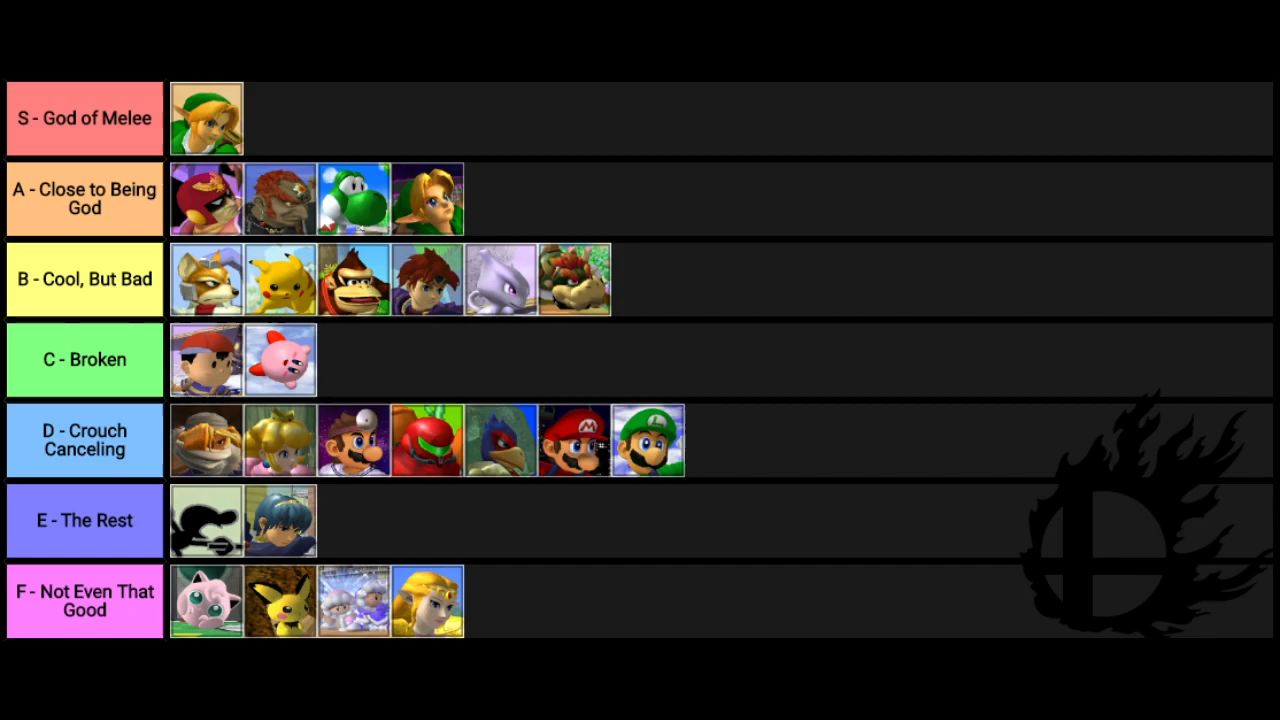 S - God of Melee
A - Close to Being
God
B - Cool, But Bad
C - Broken
D - Crouch
Canceling
E - The Rest
F - Not Even That
Good